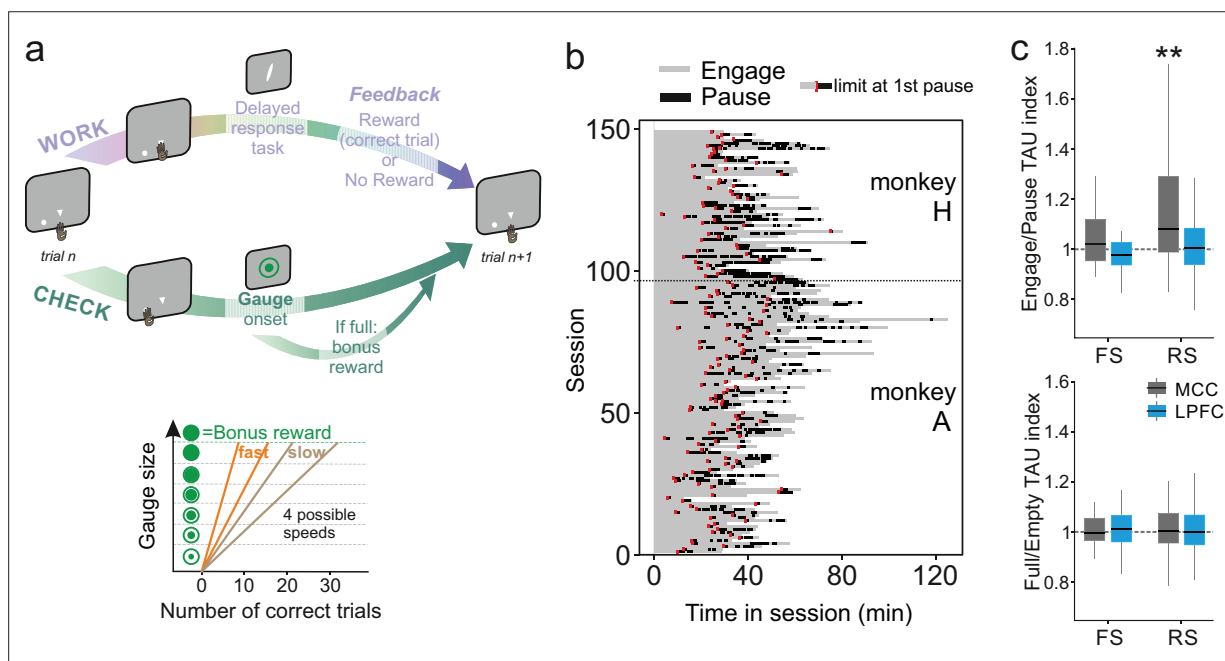 a
WORK
Delayed
response
task
Feedback
Reward
(correct trial)
or
No Reward
trial n
trial n+1
CHECK
Gauge
onset
If full:
bonus
reward
=Bonus reward
fast
slow
4 possible
speeds
Gauge size
0 10 20 30
Number of correct trials
b
Engage
Pause
limit at 1st pause
150
100
50
0
Session
monkey
H
monkey
A
0 40 80 120
Time in session (min)
c
**
1.8
1.6
1.4
1.2
1
0.8
Engage/Pause TAU index
FS RS
MCC
LPFC
1.6
1.4
1.2
1
0.8
Full/Empty TAU index
FS RS